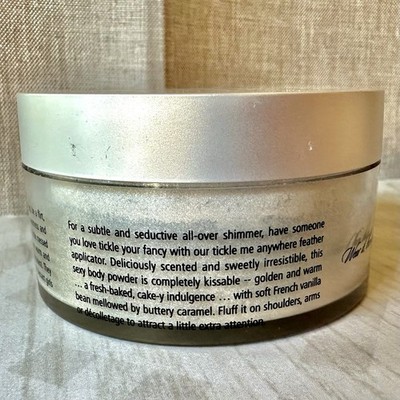 For a subtle and seductive all-over shimmer, have someone
you love tickle your fancy with our tickle me anywhere feather
applicator. Deliciously scented and sweetly irresistible, this
sexy body powder is completely kissable -- golden and warm
... a fresh-baked, cake-y indulgence ... with soft French vanilla
bean mellowed by buttery caramel. Fluff it on shoulders, arms
or décolletage to attract a little extra attention.